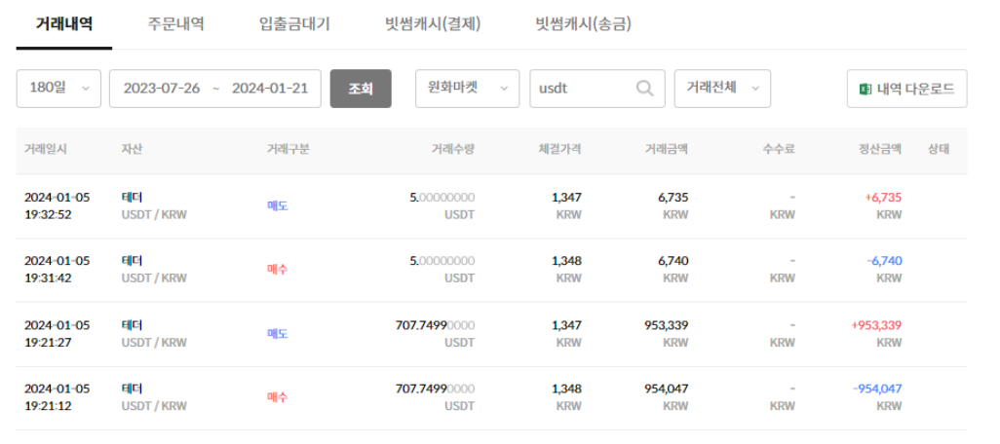 거래내역 주문내역 입출금대기 빗썸캐시(결제) 빗썸캐시(송금)
180일 2023-07-26 ~ 2024-01-21 조회 원화마켓 usdt 거래전체 내역 다운로드
거래일시 자산 거래구분 거래수량 체결가격 거래금액 수수료 정산금액 상태
2024-01-05 테더 매도 5.00000000 1,347 6,735 - +6,735
19:32:52 USDT / KRW USDT KRW KRW KRW KRW
2024-01-05 테더 매수 5.00000000 1,348 6,740 - -6,740
19:31:42 USDT / KRW USDT KRW KRW KRW KRW
2024-01-05 테더 매도 707.74990000 1,347 953,339 - +953,339
19:21:27 USDT / KRW USDT KRW KRW KRW KRW
2024-01-05 테더 매수 707.74990000 1,348 954,047 - -954,047
19:21:12 USDT / KRW USDT KRW KRW KRW KRW